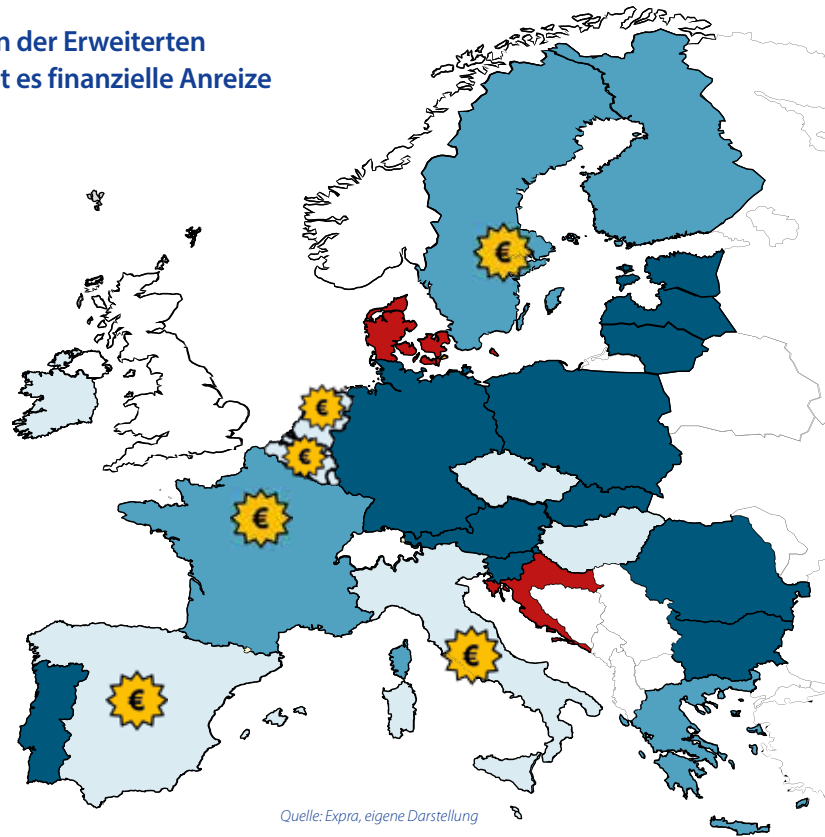 n der Erweiterten
t es finanzielle Anreize
€
€
€
€
€
€
Quelle: Expra, eigene Darstellung